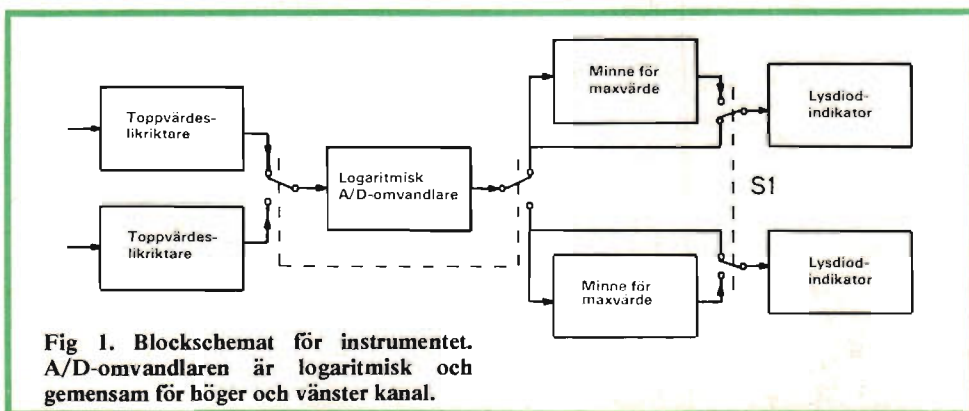 Toppvärdes-
likriktare
Toppvärdes-
likriktare
Logaritmisk
A/D-omvandlare
Minne för
maxvärde
Minne för
maxvärde
S1
Lysdiod-
indikator
Lysdiod-
indikator
Fig 1. Blockschemat för instrumentet.
A/D-omvandlaren är logaritmisk och
gemensam för höger och vänster kanal.